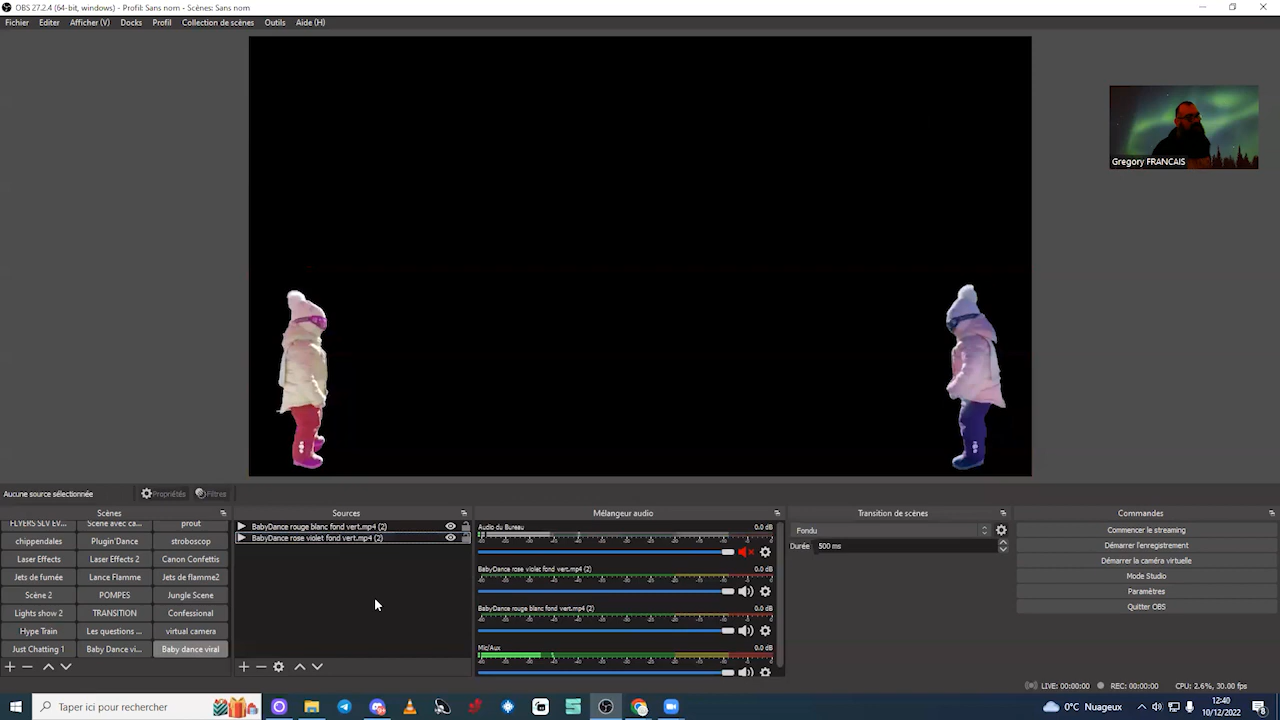 OBS 27.2.4 (64-bit, windows) - Profil: Sans nom - Scènes: Sans nom
Fichier Editer Afficher (V) Docks Profil Collection de scènes Outils Aide (H)
Gregory FRANCAIS
Aucune source sélectionnée Propriétés Filtres
Scènes
FLYERS SLV EV... Scène avec ca... prout
chippendales Plugin'Dance stroboscop
Laser Effects Laser Effects 2 Canon Confettis
Jets de fumée Lance Flamme Jets de flamme2
Scène 2 POMPES Jungle Scene
Lights show 2 TRANSITION Confessional
Hype Train Les questions ... virtual camera
Just Chatting 1 Baby Dance vi... Baby dance viral
Sources
BabyDance rouge blanc fond vert.mp4 (2)
BabyDance rose violet fond vert.mp4 (2)
Mélangeur audio
Audio du Bureau 0.0 dB
BabyDance rose violet fond vert.mp4 (2) 0.0 dB
BabyDance rouge blanc fond vert.mp4 (2) 0.0 dB
Mic/Aux 0.0 dB
Transition de scènes
Fondu
Durée 500 ms
Commandes
Commencer le streaming
Démarrer l'enregistrement
Démarrer la caméra virtuelle
Mode Studio
Paramètres
Quitter OBS
LIVE: 00:00:00 REC: 00:00:00 CPU: 2.6%, 30.00 fps
Taper ici pour rechercher
0°C Nuageux
12:40
10/12/2022